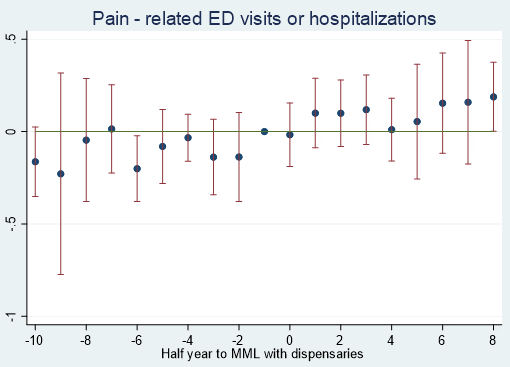 Pain - related ED visits or hospitalizations
.5
0
-.5
-1
-10 -8 -6 -4 -2 0 2 4 6 8
Half year to MML with dispensaries